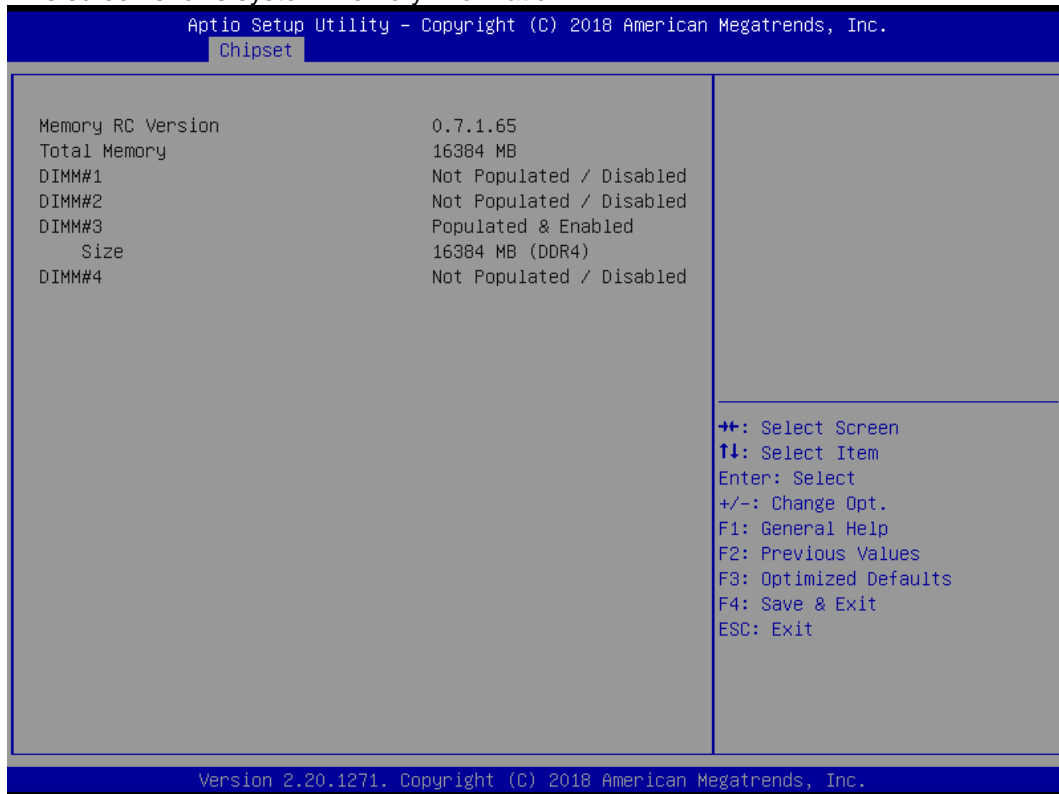 Aptio Setup Utility – Copyright (C) 2018 American Megatrends, Inc.
Chipset
Memory RC Version 0.7.1.65
Total Memory 16384 MB
DIMM#1 Not Populated / Disabled
DIMM#2 Not Populated / Disabled
DIMM#3 Populated & Enabled
Size 16384 MB (DDR4)
DIMM#4 Not Populated / Disabled
→←: Select Screen
↑↓: Select Item
Enter: Select
+/-: Change Opt.
F1: General Help
F2: Previous Values
F3: Optimized Defaults
F4: Save & Exit
ESC: Exit
Version 2.20.1271. Copyright (C) 2018 American Megatrends, Inc.